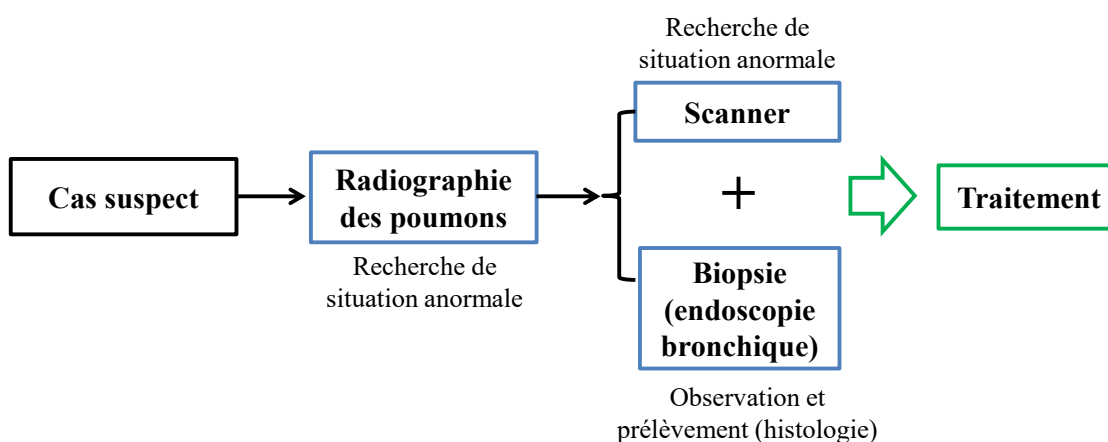 Cas suspect
Radiographie
des poumons
Recherche de
situation anormale
Recherche de
situation anormale
Scanner
+
Biopsie
(endoscopie
bronchique)
Observation et
prélèvement (histologie)
Traitement